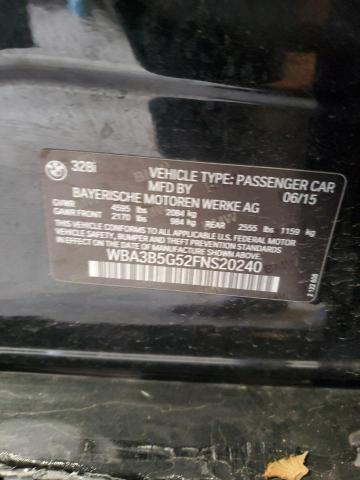 328i
VEHICLE TYPE: PASSENGER CAR
MFD BY 06/15
BAYERISCHE MOTOREN WERKE AG
GVWR 4595 lbs 2084 kg
GAWR FRONT 2170 lbs 984 kg REAR 2555 lbs 1159 kg
THIS VEHICLE CONFORMS TO ALL APPLICABLE FEDERAL MOTOR
VEHICLE SAFETY, BUMPER, AND THEFT PREVENTION STANDARDS
IN EFFECT ON THE DATE OF MANUFACTURE SHOWN ABOVE.
WBA3B5G52FNS20240